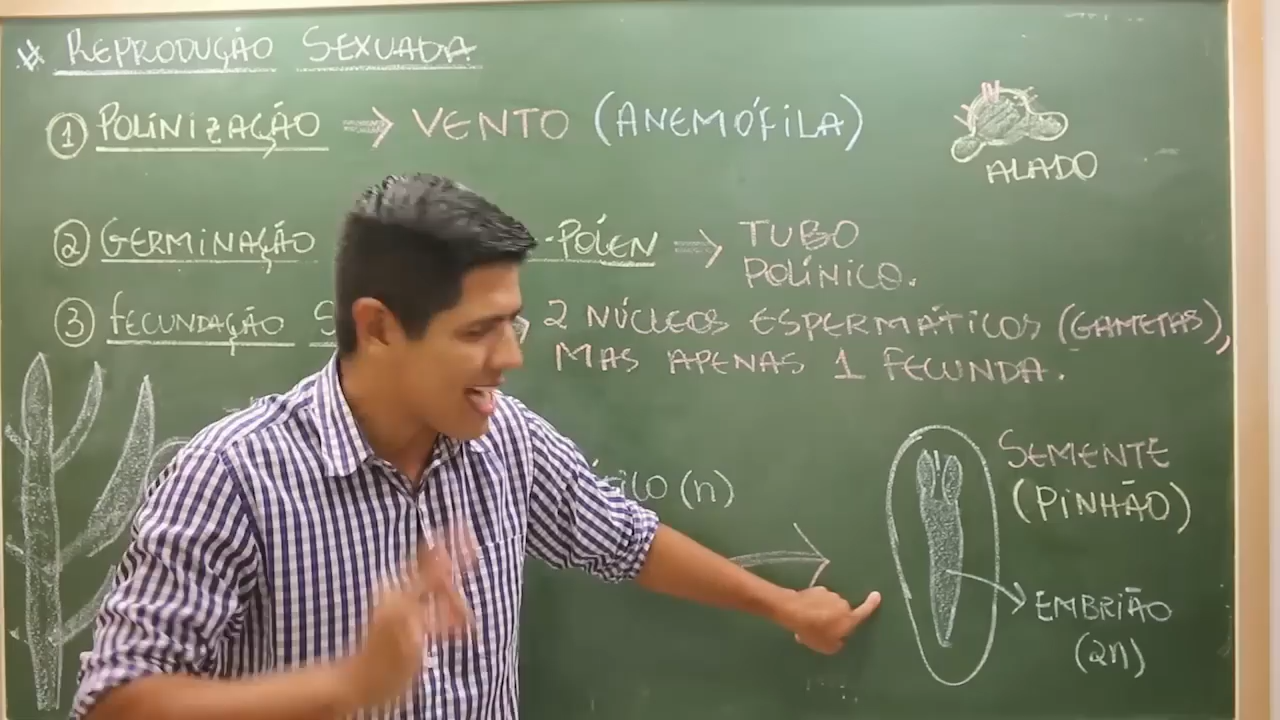 # REPRODUÇÃO SEXUADA
1 POLINIZAÇÃO → VENTO (ANEMÓFILA)
ALADO
2 GERMINAÇÃO -PÓLEN → TUBO
POLÍNICO.
3 FECUNDAÇÃO S 2 NÚCLEOS ESPERMÁTICOS (GAMETAS),
MAS APENAS 1 FECUNDA.
(n)
SEMENTE
(PINHÃO)
EMBRIÃO
(2n)